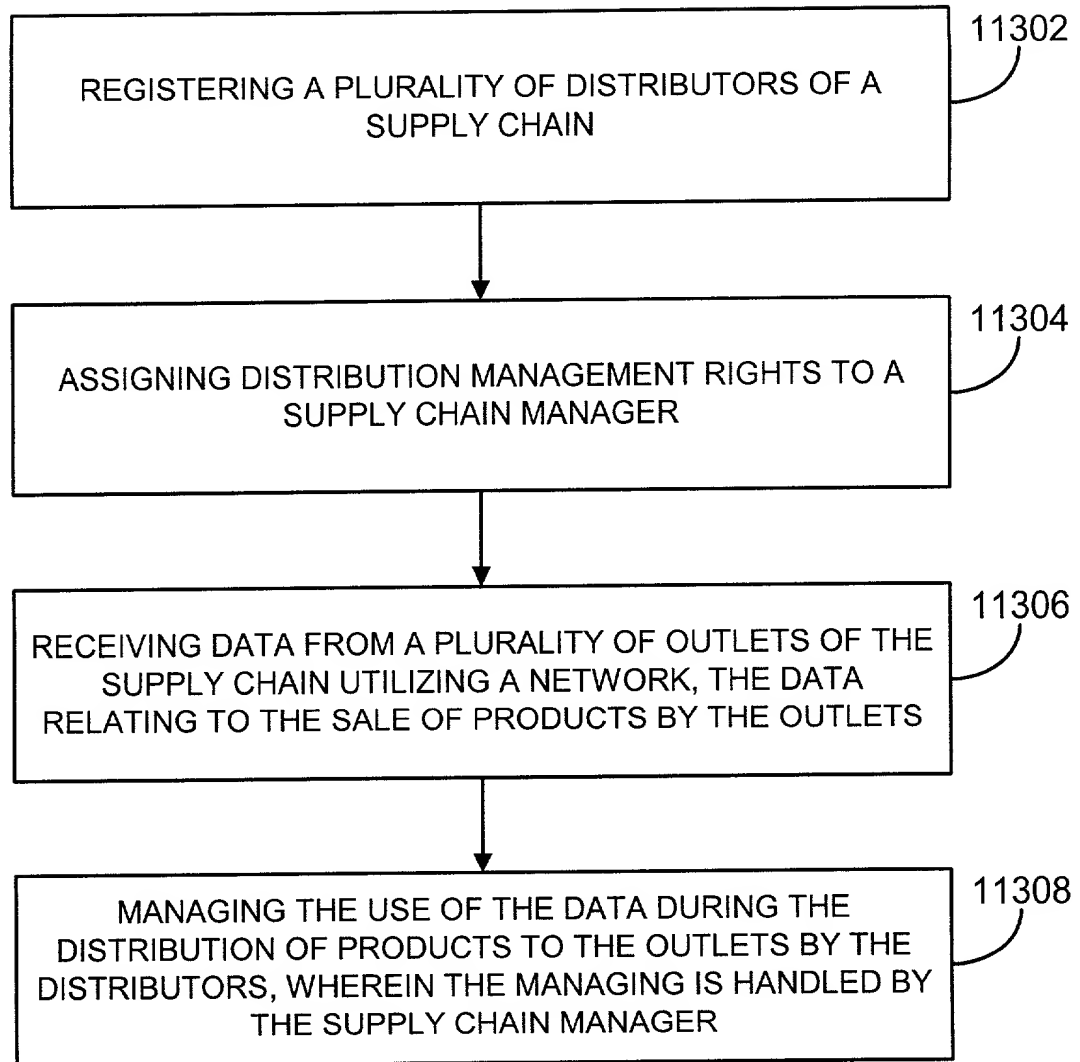 11302
REGISTERING A PLURALITY OF DISTRIBUTORS OF A
SUPPLY CHAIN
11304
ASSIGNING DISTRIBUTION MANAGEMENT RIGHTS TO A
SUPPLY CHAIN MANAGER
11306
RECEIVING DATA FROM A PLURALITY OF OUTLETS OF THE
SUPPLY CHAIN UTILIZING A NETWORK, THE DATA
RELATING TO THE SALE OF PRODUCTS BY THE OUTLETS
11308
MANAGING THE USE OF THE DATA DURING THE
DISTRIBUTION OF PRODUCTS TO THE OUTLETS BY THE
DISTRIBUTORS, WHEREIN THE MANAGING IS HANDLED BY
THE SUPPLY CHAIN MANAGER